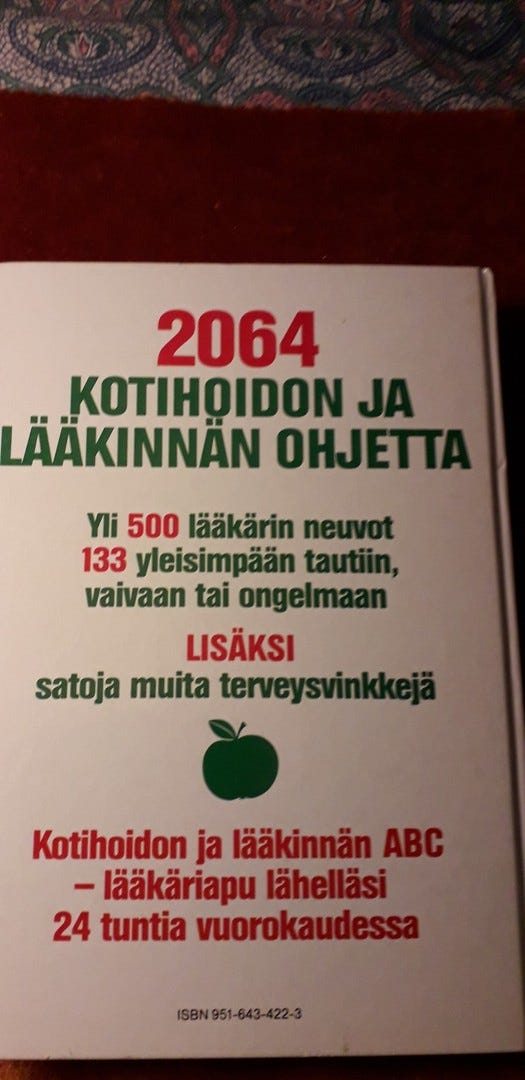 2064
KOTIHOIDON JA
LÄÄKINNÄN OHJETTA
Yli 500 lääkärin neuvot
133 yleisimpään tautiin,
vaivaan tai ongelmaan
LISÄKSI
satoja muita terveysvinkkejä
Kotihoidon ja lääkinnän ABC
– lääkäriapu lähelläsi
24 tuntia vuorokaudessa
ISBN 951-643-422-3